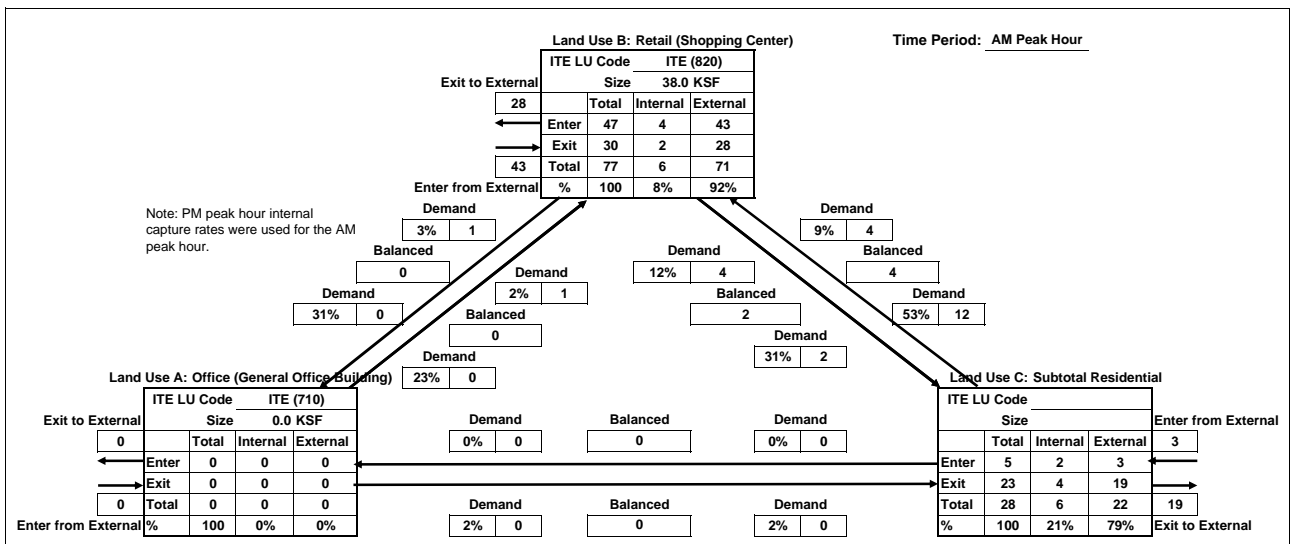 Land Use B: Retail (Shopping Center)
Time Period: AM Peak Hour
ITE LU Code ITE (820)
Exit to External Size 38.0 KSF
28 Total Internal External
Enter 47 4 43
Exit 30 2 28
43 Total 77 6 71
Enter from External % 100 8% 92%
Note: PM peak hour internal
capture rates were used for the AM
peak hour.
Demand
3% 1
Balanced
0
Demand
31% 0
Demand
2% 1
Balanced
0
Demand
23% 0
Demand
12% 4
Balanced
2
Demand
31% 2
Demand
9% 4
Balanced
4
Demand
53% 12
Land Use A: Office (General Office Building)
ITE LU Code ITE (710)
Exit to External Size 0.0 KSF
0 Total Internal External
Enter 0 0 0
Exit 0 0 0
0 Total 0 0 0
Enter from External % 100 0% 0%
Demand Balanced Demand
0% 0 0 0% 0
Demand Balanced Demand
2% 0 0 2% 0
Land Use C: Subtotal Residential
ITE LU Code
Size Enter from External
Total Internal External 3
Enter 5 2 3
Exit 23 4 19
Total 28 6 22 19
% 100 21% 79% Exit to External